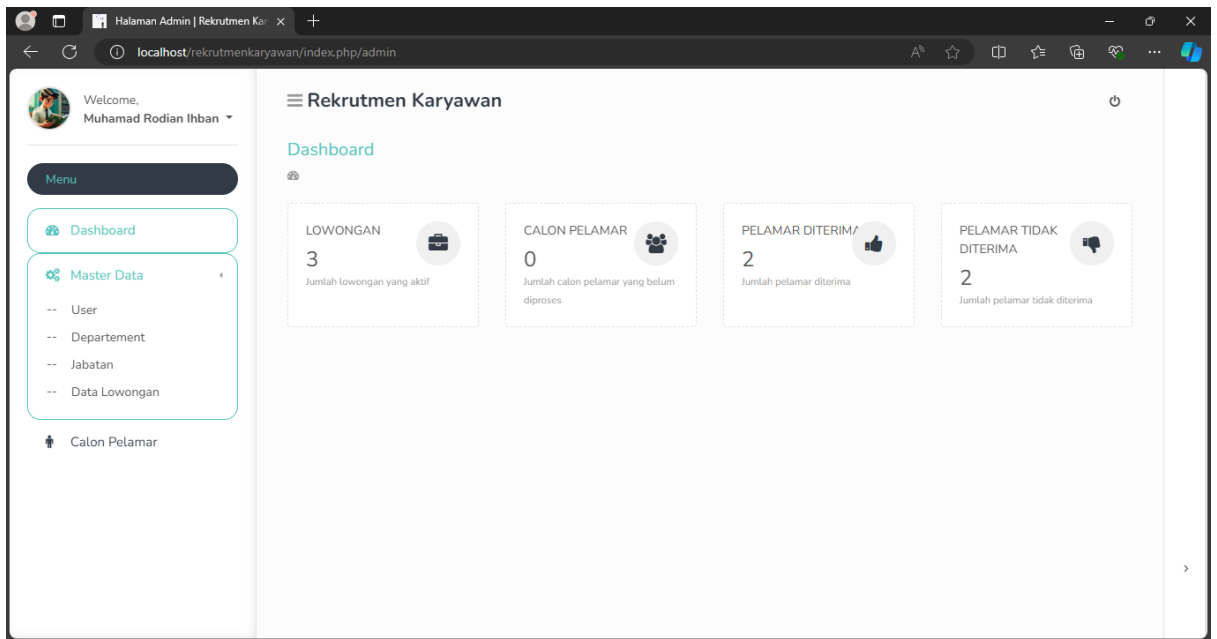 Halaman Admin | Rekrutmen Kar
localhost/rekrutmenkaryawan/index.php/admin
Welcome,
Muhamad Rodian Ihban
Menu
Dashboard
Master Data
-- User
-- Departement
-- Jabatan
-- Data Lowongan
Calon Pelamar
Rekrutmen Karyawan
Dashboard
LOWONGAN
3
Jumlah lowongan yang aktif
CALON PELAMAR
0
Jumlah calon pelamar yang belum
diproses
PELAMAR DITERIMA
2
Jumlah pelamar diterima
PELAMAR TIDAK
DITERIMA
2
Jumlah pelamar tidak diterima